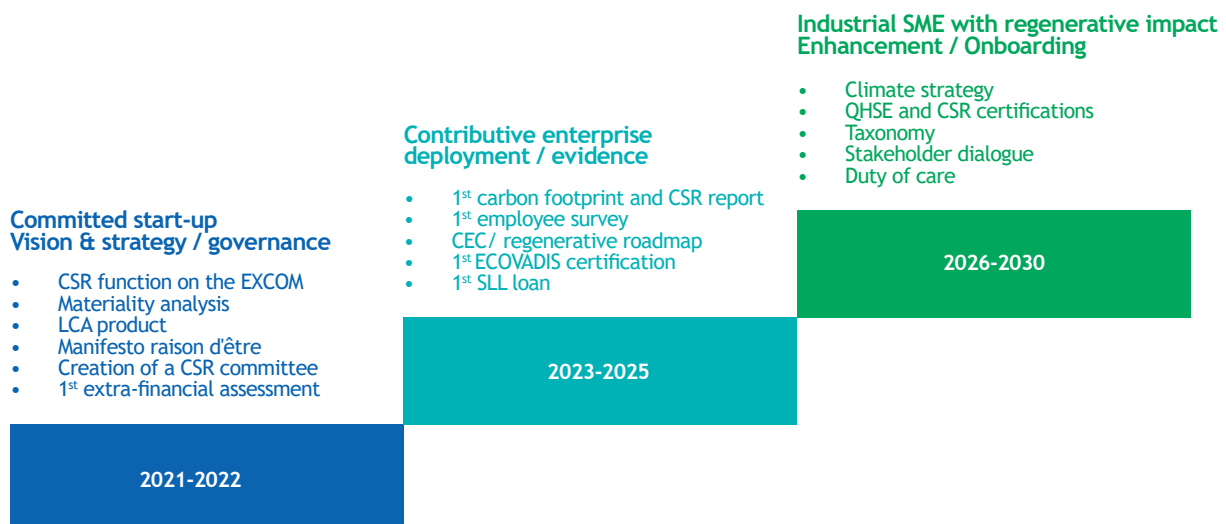 Committed start-up
Vision & strategy / governance
• CSR function on the EXCOM
• Materiality analysis
• LCA product
• Manifesto raison d'être
• Creation of a CSR committee
• 1st extra-financial assessment
2021-2022
Contributive enterprise
deployment / evidence
• 1st carbon footprint and CSR report
• 1st employee survey
• CEC/ regenerative roadmap
• 1st ECOVADIS certification
• 1st SLL loan
2023-2025
Industrial SME with regenerative impact
Enhancement / Onboarding
• Climate strategy
• QHSE and CSR certifications
• Taxonomy
• Stakeholder dialogue
• Duty of care
2026-2030